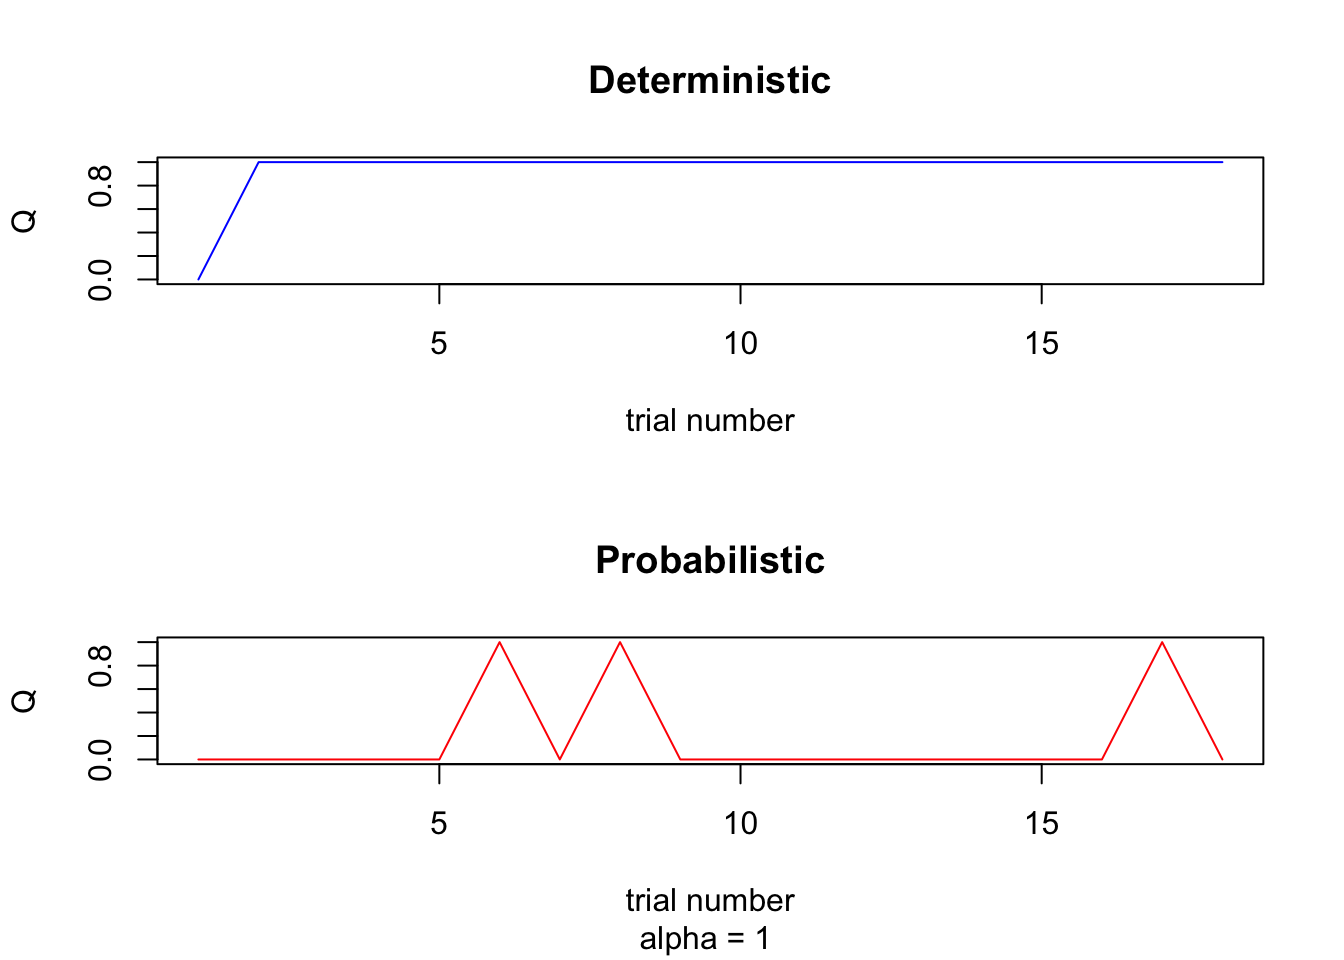 Deterministic
0.8
Q
0.0
5 10 15
trial number
Probabilistic
0.8
Q
0.0
5 10 15
trial number
alpha = 1